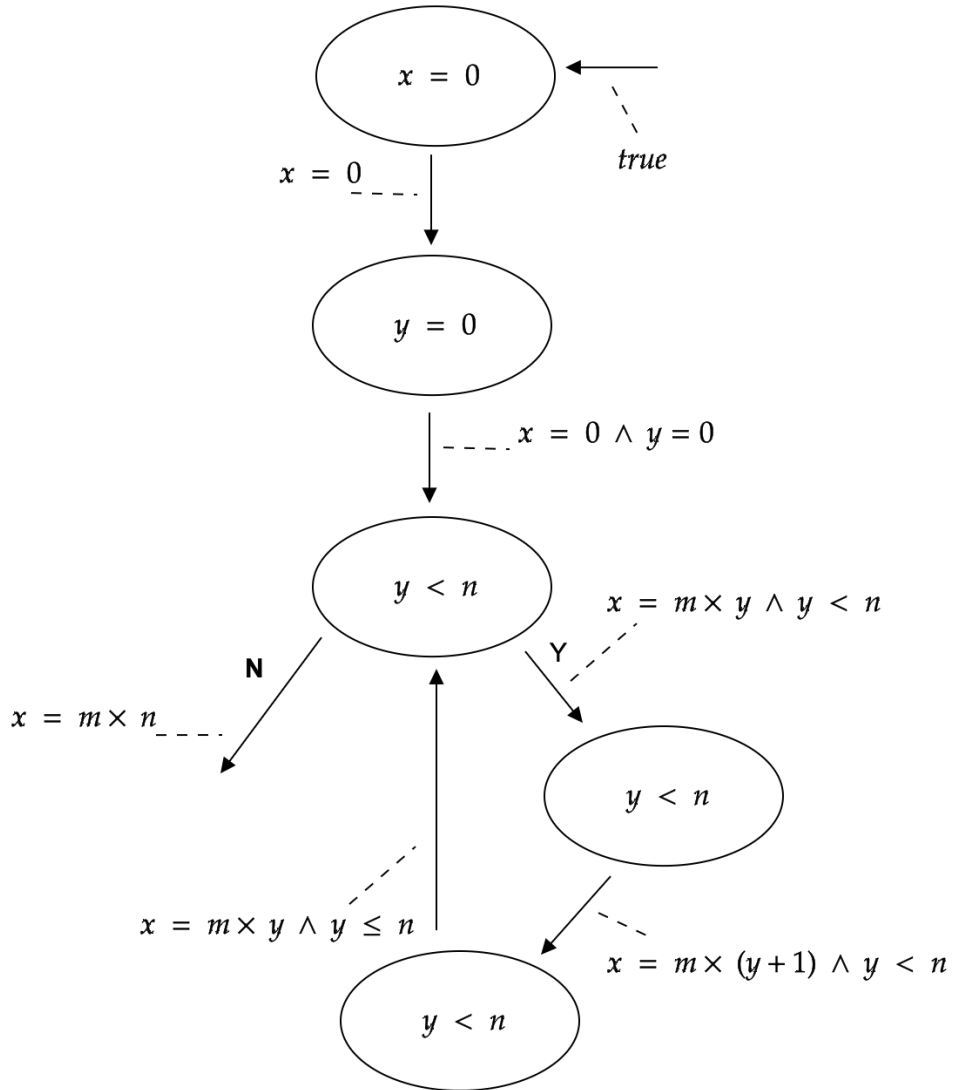 x = 0
true
x = 0
y = 0
x = 0 ∧ y = 0
y < n
x = m × y ∧ y < n
N
Y
x = m × n
y < n
x = m × y ∧ y ≤ n
x = m × (y + 1) ∧ y < n
y < n